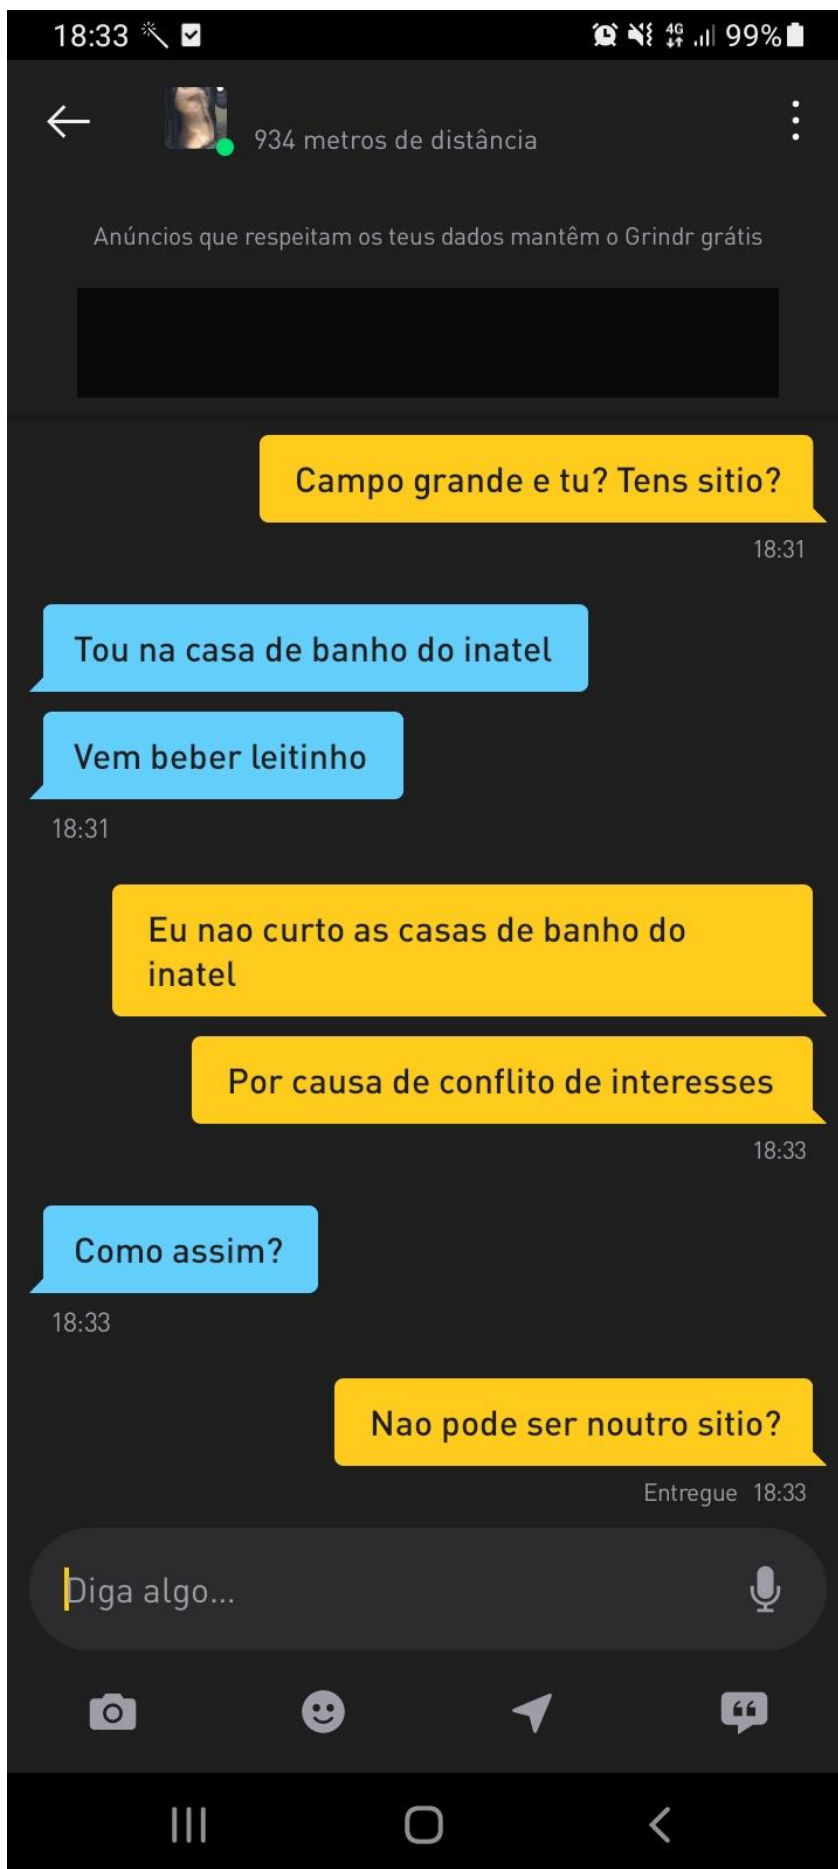 18:33
4G
99%
934 metros de distância
Anúncios que respeitam os teus dados mantêm o Grindr grátis
Campo grande e tu? Tens sitio?
18:31
Tou na casa de banho do inatel
Vem beber leitinho
18:31
Eu nao curto as casas de banho do
inatel
Por causa de conflito de interesses
18:33
Como assim?
18:33
Nao pode ser noutro sitio?
Entregue 18:33
Diga algo...